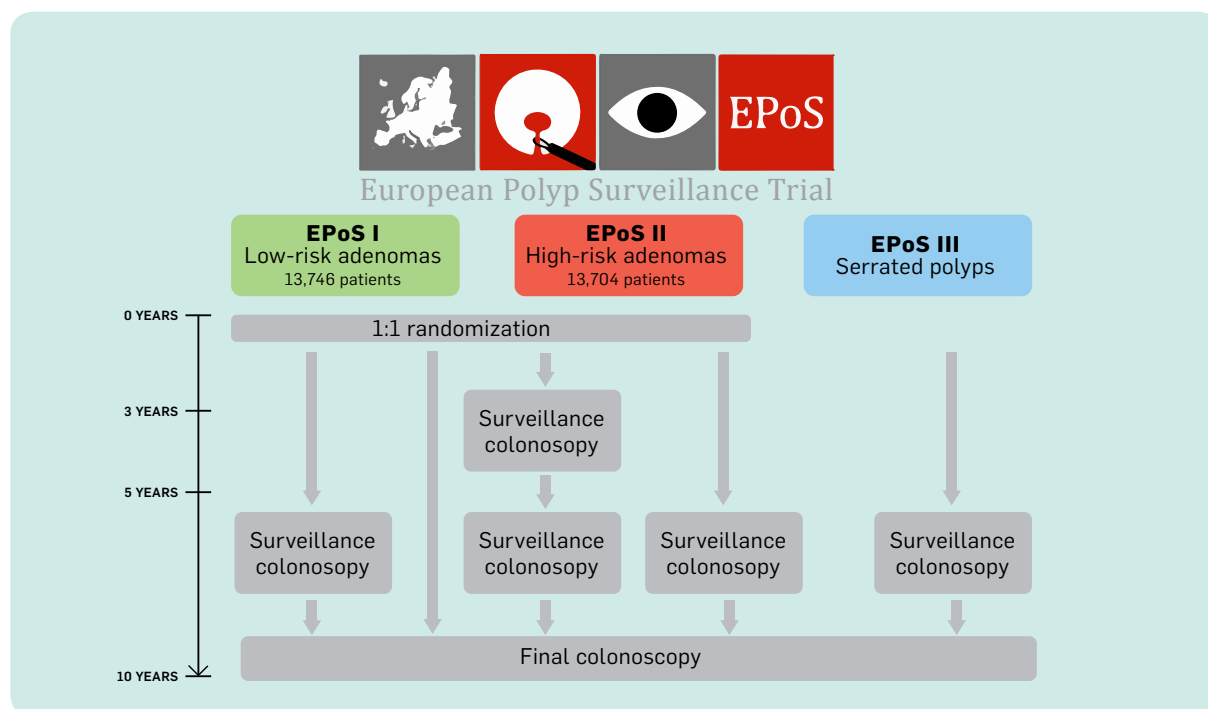 EPoS
European Polyp Surveillance Trial
EPoS I
Low-risk adenomas
13,746 patients
EPoS II
High-risk adenomas
13,704 patients
EPoS III
Serrated polyps
0 YEARS
1:1 randomization
3 YEARS
Surveillance
colonosopy
5 YEARS
Surveillance
colonosopy
Surveillance
colonosopy
Surveillance
colonosopy
Surveillance
colonosopy
Final colonoscopy
10 YEARS